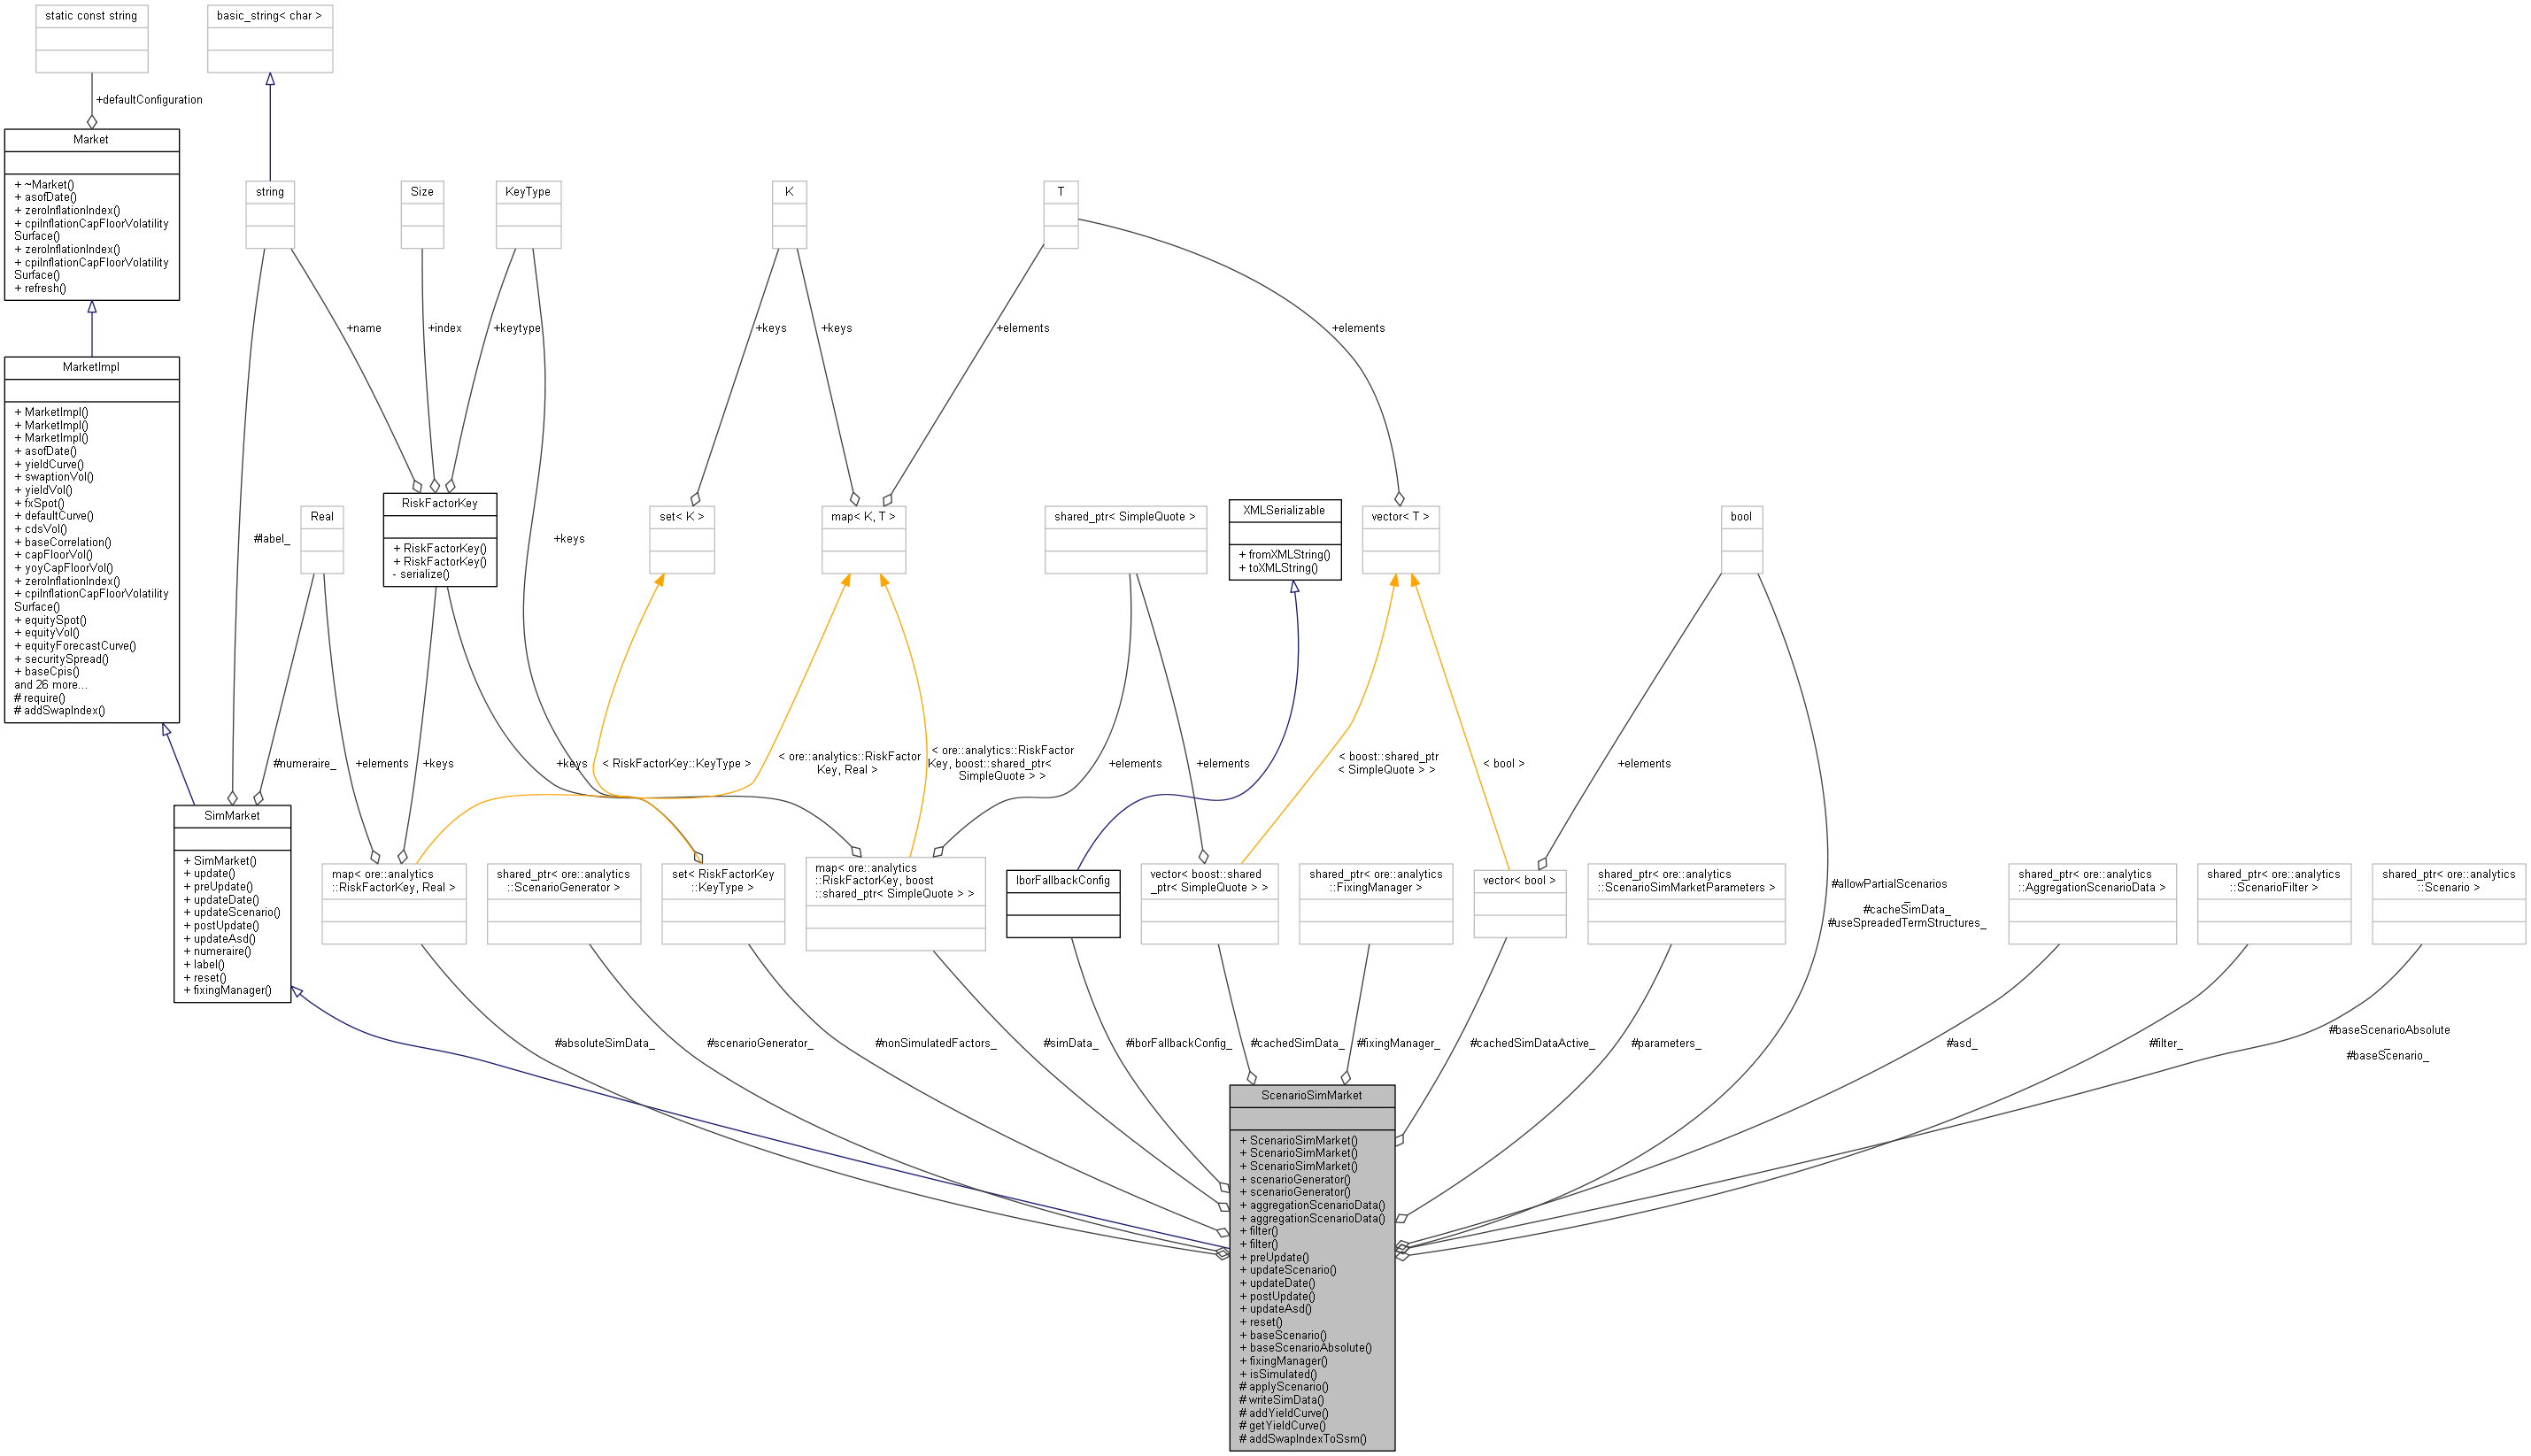 static const string
basic_string< char >
+defaultConfiguration
Market
+ ~Market()
+ asofDate()
+ zeroInflationIndex()
+ cpiInflationCapFloorVolatility
Surface()
+ zeroInflationIndex()
+ cpiInflationCapFloorVolatility
Surface()
+ refresh()
string
Size
KeyType
K
T
+name
+index
+keytype
+keys
+keys
+elements
+elements
MarketImpl
+ MarketImpl()
+ MarketImpl()
+ MarketImpl()
+ asofDate()
+ yieldCurve()
+ swaptionVol()
+ yieldVol()
+ fxSpot()
+ defaultCurve()
+ cdsVol()
+ baseCorrelation()
+ capFloorVol()
+ yoyCapFloorVol()
+ zeroInflationIndex()
+ cpiInflationCapFloorVolatility
Surface()
+ equitySpot()
+ equityVol()
+ equityForecastCurve()
+ securitySpread()
+ baseCpis()
and 26 more...
# require()
# addSwapIndex()
#label_
Real
RiskFactorKey
+ RiskFactorKey()
+ RiskFactorKey()
- serialize()
+keys
set< K >
map< K, T >
shared_ptr< SimpleQuote >
XMLSerializable
+ fromXMLString()
+ toXMLString()
vector< T >
bool
#numeraire_
+elements
+keys
+keys
< RiskFactorKey::KeyType >
< ore::analytics::RiskFactor
Key, Real >
< ore::analytics::RiskFactor
Key, boost::shared_ptr<
SimpleQuote > >
+elements
+elements
< boost::shared_ptr
< SimpleQuote > >
< bool >
+elements
SimMarket
+ SimMarket()
+ update()
+ preUpdate()
+ updateDate()
+ updateScenario()
+ postUpdate()
+ updateAsd()
+ numeraire()
+ label()
+ reset()
+ fixingManager()
map< ore::analytics
::RiskFactorKey, Real >
shared_ptr< ore::analytics
::ScenarioGenerator >
set< RiskFactorKey
::KeyType >
map< ore::analytics
::RiskFactorKey, boost
::shared_ptr< SimpleQuote > >
IborFallbackConfig
vector< boost::shared
_ptr< SimpleQuote > >
shared_ptr< ore::analytics
::FixingManager >
vector< bool >
shared_ptr< ore::analytics
::ScenarioSimMarketParameters >
#allowPartialScenarios
_
#cacheSimData_
#useSpreadedTermStructures_
shared_ptr< ore::analytics
::AggregationScenarioData >
shared_ptr< ore::analytics
::ScenarioFilter >
shared_ptr< ore::analytics
::Scenario >
#absoluteSimData_
#scenarioGenerator_
#nonSimulatedFactors_
#simData_
#iborFallbackConfig_
#cachedSimData_
#fixingManager_
#cachedSimDataActive_
#parameters_
#asd_
#filter_
#baseScenarioAbsolute
_
#baseScenario_
ScenarioSimMarket
+ ScenarioSimMarket()
+ ScenarioSimMarket()
+ ScenarioSimMarket()
+ scenarioGenerator()
+ scenarioGenerator()
+ aggregationScenarioData()
+ aggregationScenarioData()
+ filter()
+ filter()
+ preUpdate()
+ updateScenario()
+ updateDate()
+ postUpdate()
+ updateAsd()
+ reset()
+ baseScenario()
+ baseScenarioAbsolute()
+ fixingManager()
+ isSimulated()
# applyScenario()
# writeSimData()
# addYieldCurve()
# getYieldCurve()
# addSwapIndexToSsm()